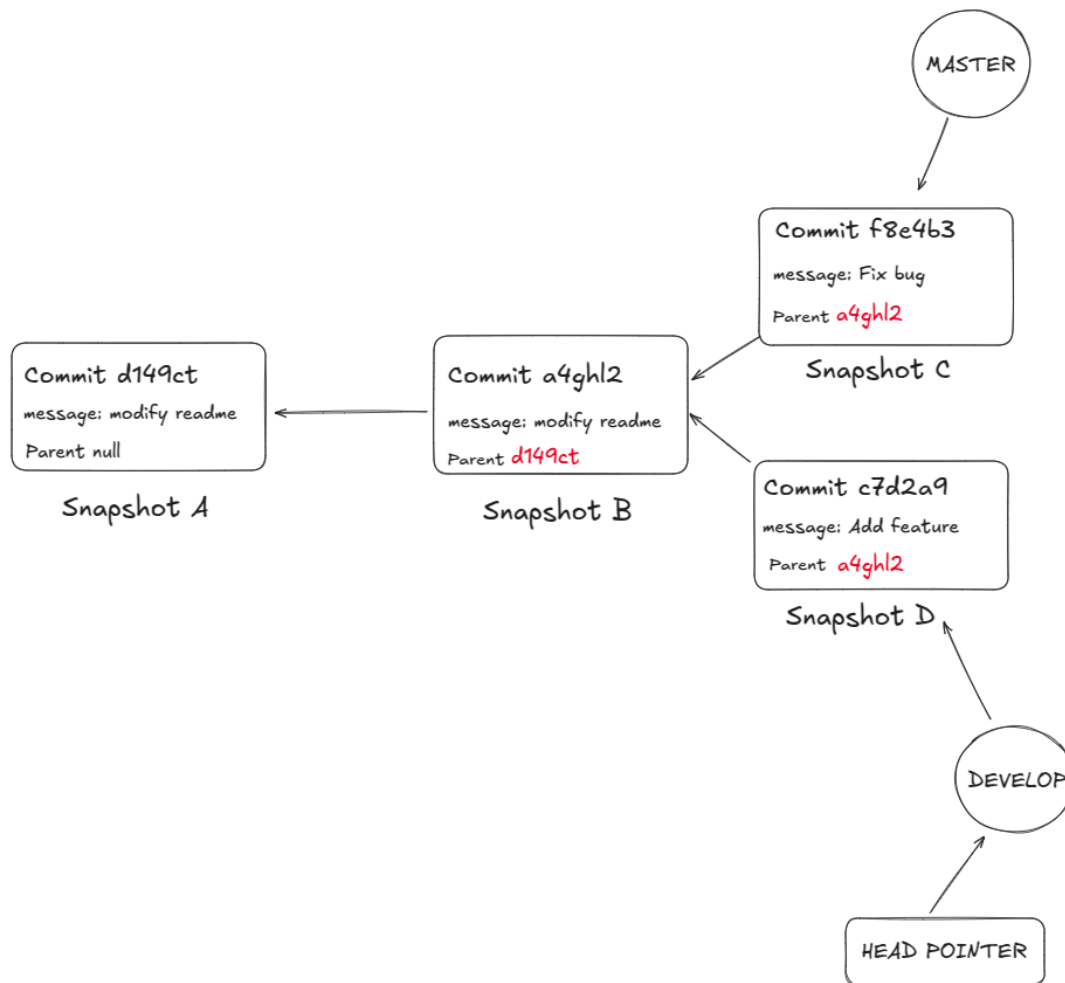 MASTER
Commit f8e4b3
message: Fix bug
Parent a4ghl2
Snapshot C
Commit d149ct
message: modify readme
Parent null
Snapshot A
Commit a4ghl2
message: modify readme
Parent d149ct
Snapshot B
Commit c7d2a9
message: Add feature
Parent a4ghl2
Snapshot D
DEVELOP
HEAD POINTER